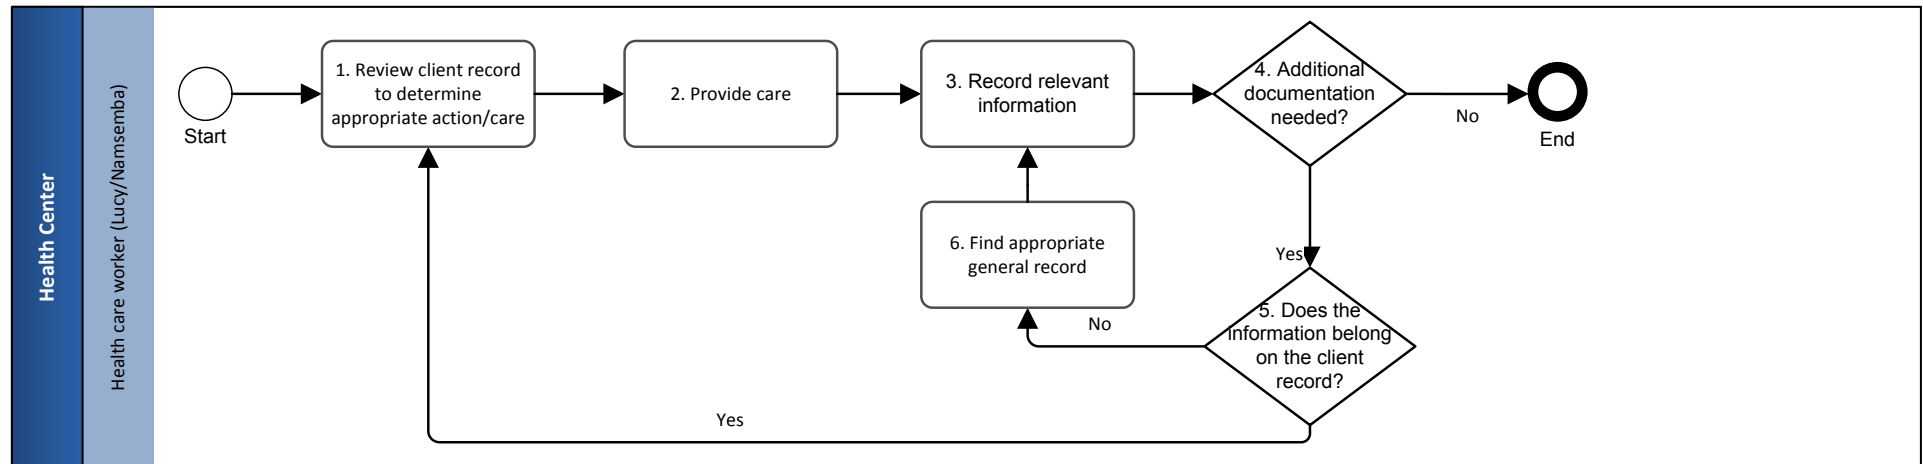 Health Center
Health care worker (Lucy/Namsemba)
Start
1. Review client record
to determine
appropriate action/care
2. Provide care
3. Record relevant
information
4. Additional
documentation
needed?
No
End
Yes
5. Does the
information belong
on the client
record?
No
6. Find appropriate
general record
Yes